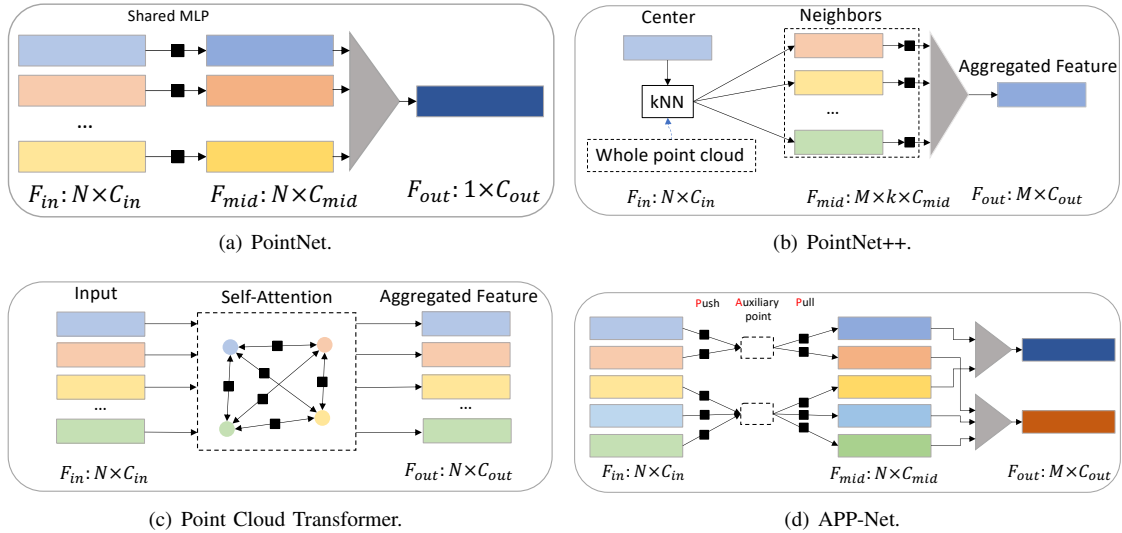 Shared MLP
...
F_in: N×C_in
F_mid: N×C_mid
F_out: 1×C_out
(a) PointNet.
Center
Neighbors
kNN
Aggregated Feature
...
Whole point cloud
F_in: N×C_in
F_mid: M×k×C_mid
F_out: M×C_out
(b) PointNet++.
Input
Self-Attention
Aggregated Feature
...
...
F_in: N×C_in
F_out: N×C_out
(c) Point Cloud Transformer.
Push
Auxiliary
point
Pull
F_in: N×C_in
F_mid: N×C_mid
F_out: M×C_out
(d) APP-Net.